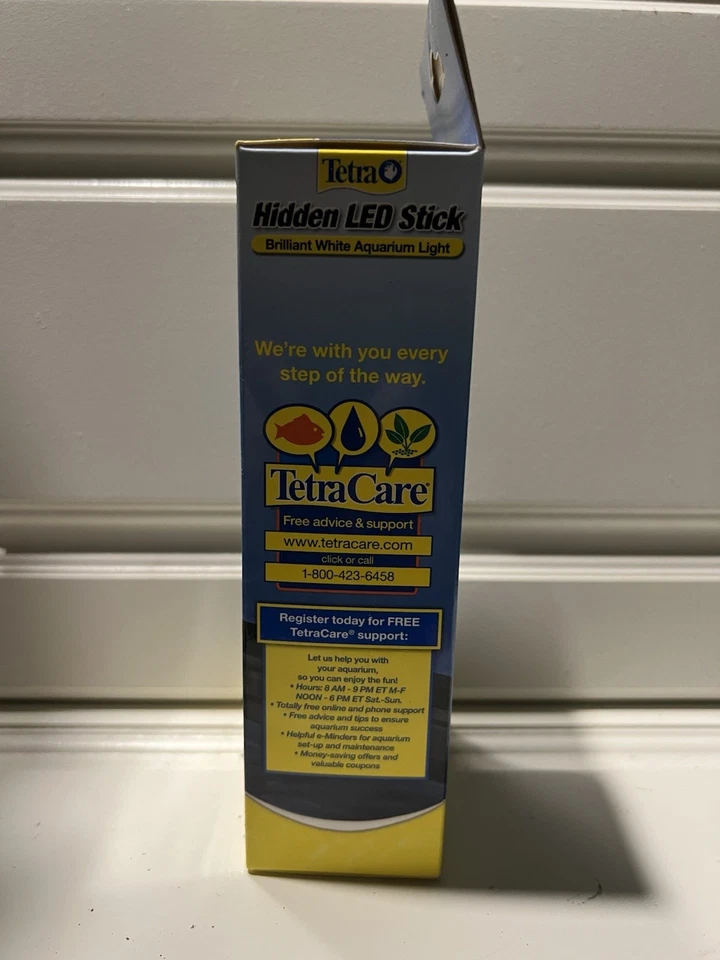 Tetra
Hidden LED Stick
Brilliant White Aquarium Light
We're with you every
step of the way.
TetraCare®
Free advice & support
www.tetracare.com
click or call
1-800-423-6458
Register today for FREE
TetraCare® support:
Let us help you with
your aquarium,
so you can enjoy the fun!
• Hours: 8 AM - 9 PM ET M-F
NOON - 6 PM ET Sat.-Sun.
• Totally free online and phone support
• Free advice and tips to ensure
aquarium success
• Helpful e-Minders for aquarium
set-up and maintenance
• Money-saving offers and
valuable coupons